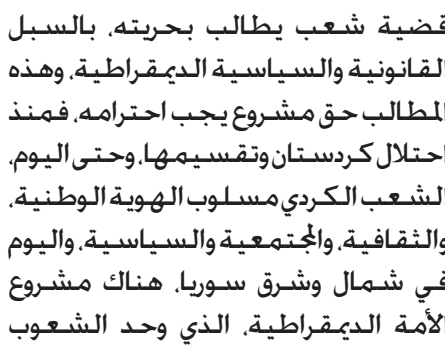 قضية شعب يطالب بحريته، بالسبل
القانونية والسياسية الديمقراطية، وهذه
المطالب حق مشروع يجب احترامه، فمنذ
احتلال كردستان وتقسيمها، وحتى اليوم،
الشعب الكردي مسلوب الهوية الوطنية،
والثقافية، والمجتمعية والسياسية، واليوم
في شمال وشرق سوريا، هناك مشروع
الأمة الديمقراطية، الذي وحد الشعوب